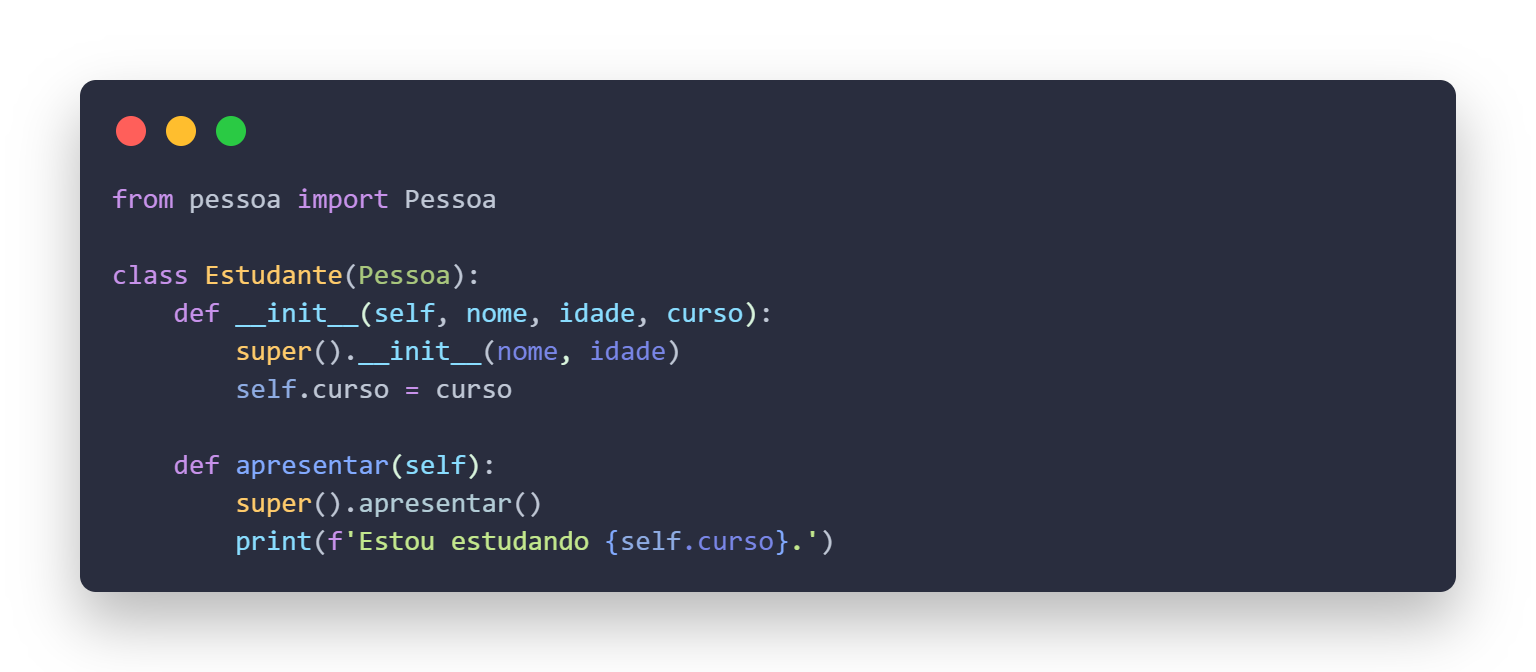 from pessoa import Pessoa

class Estudante(Pessoa):
    def __init__(self, nome, idade, curso):
        super().__init__(nome, idade)
        self.curso = curso

    def apresentar(self):
        super().apresentar()
        print(f'Estou estudando {self.curso}.')